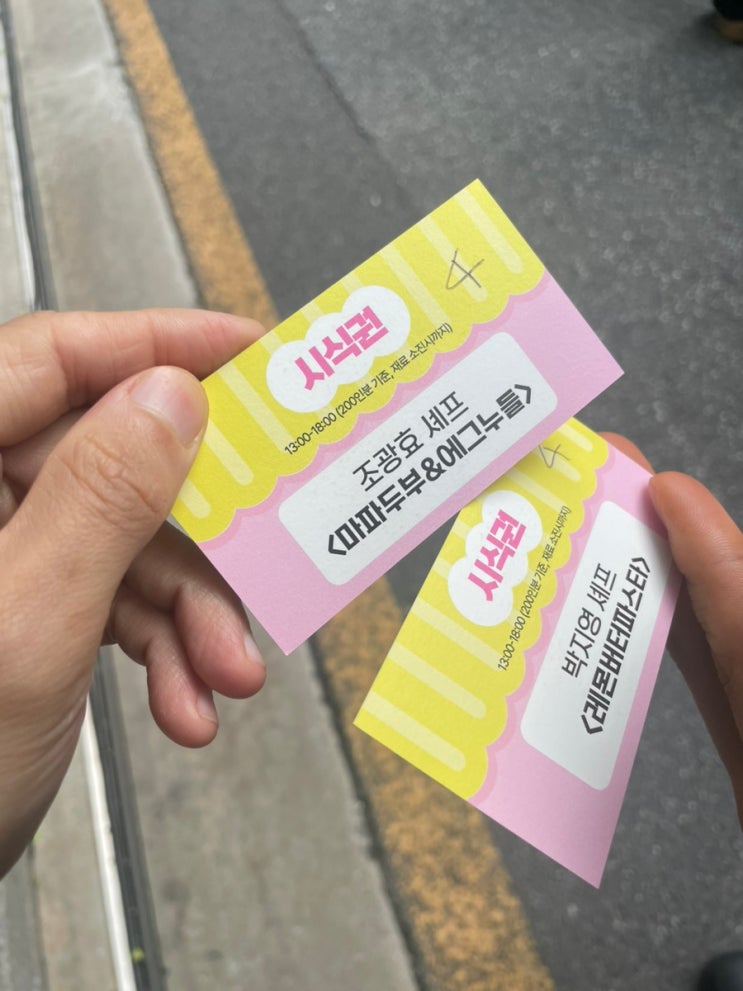 4
시식권
13:00-18:00 (200인분 기준, 재료 소진시까지)
조광효 셰프
<마파두부&에그누들>
4
시식권
13:00-18:00 (200인분 기준, 재료 소진시까지)
박지영 셰프
<레몬버터파스타>